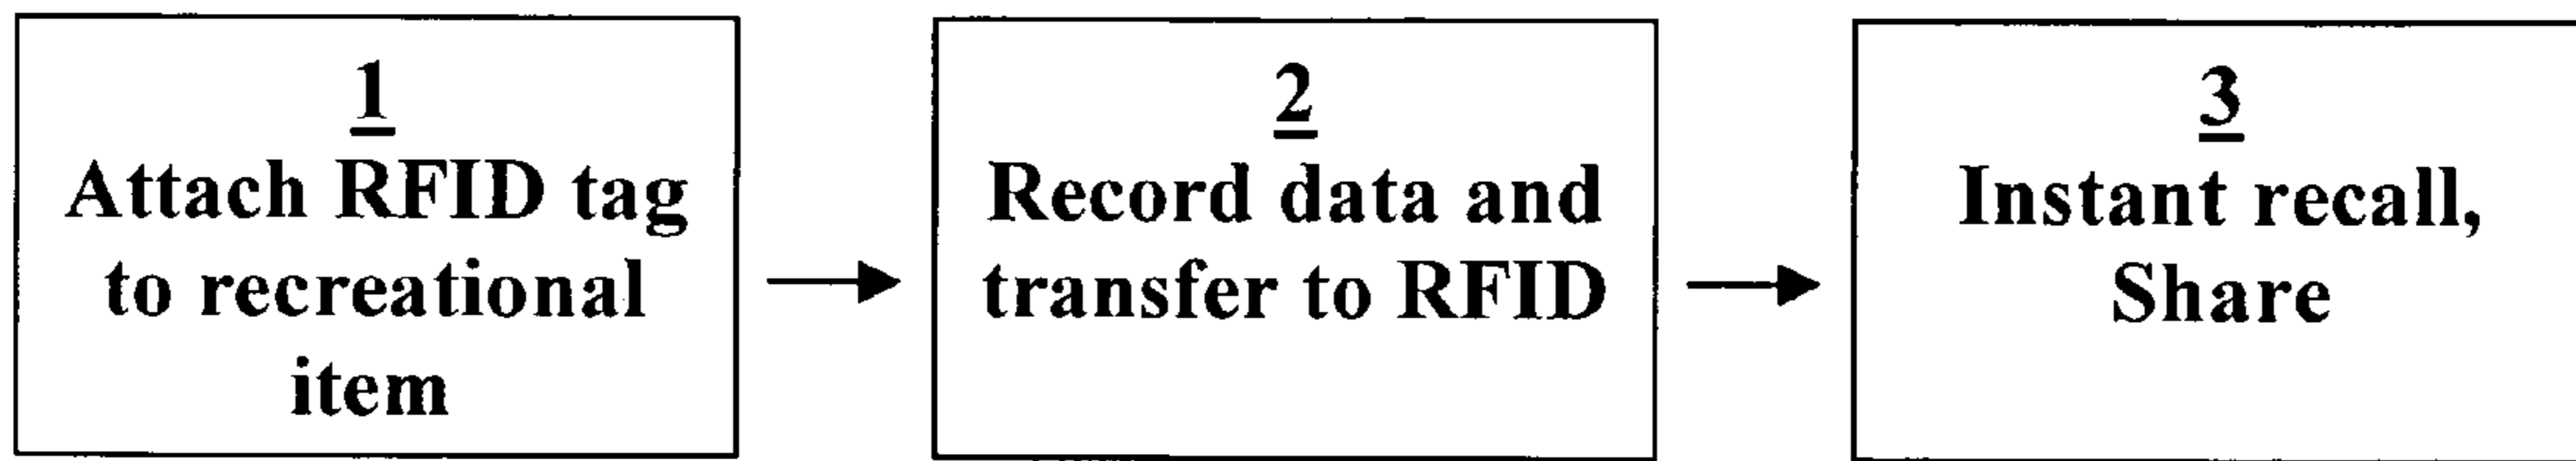 1
Attach RFID tag
to recreational
item
2
Record data and
transfer to RFID
3
Instant recall,
Share